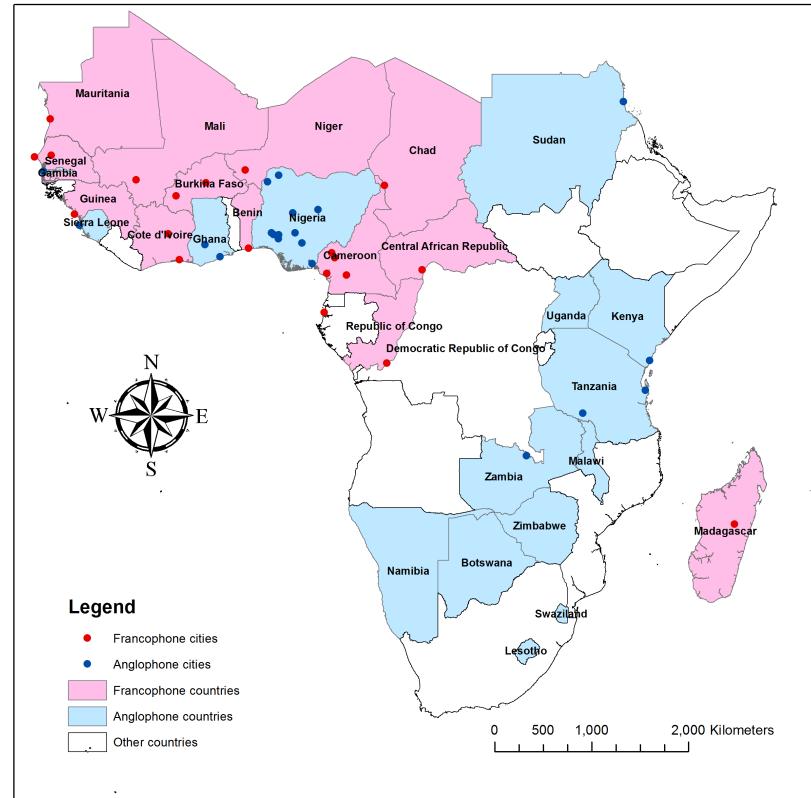 Mauritania
Mali
Niger
Chad
Sudan
Senegal
Gambia
Burkina Faso
Guinea
Benin
Nigeria
Sierra Leone
Cote d'Ivoire
Ghana
Cameroon
Central African Republic
Uganda
Kenya
Republic of Congo
Democratic Republic of Congo
Tanzania
N
W
E
S
Malawi
Zambia
Zimbabwe
Madagascar
Botswana
Namibia
Swaziland
Lesotho
Legend
Francophone cities
Anglophone cities
Francophone countries
Anglophone countries
Other countries
0 500 1,000 2,000 Kilometers